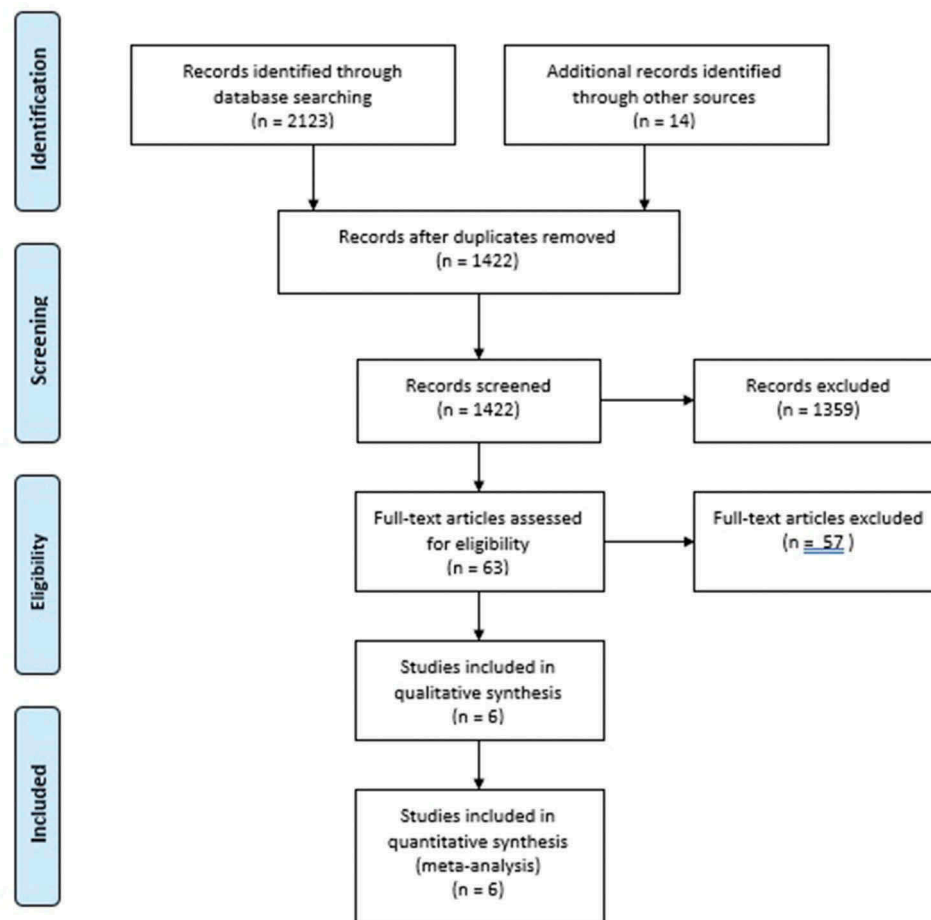 Identification
Records identified through
database searching
(n = 2123)
Additional records identified
through other sources
(n = 14)
Records after duplicates removed
(n = 1422)
Screening
Records screened
(n = 1422)
Records excluded
(n = 1359)
Eligibility
Full-text articles assessed
for eligibility
(n = 63)
Full-text articles excluded
(n = 57 )
Studies included in
qualitative synthesis
(n = 6)
Included
Studies included in
quantitative synthesis
(meta-analysis)
(n = 6)